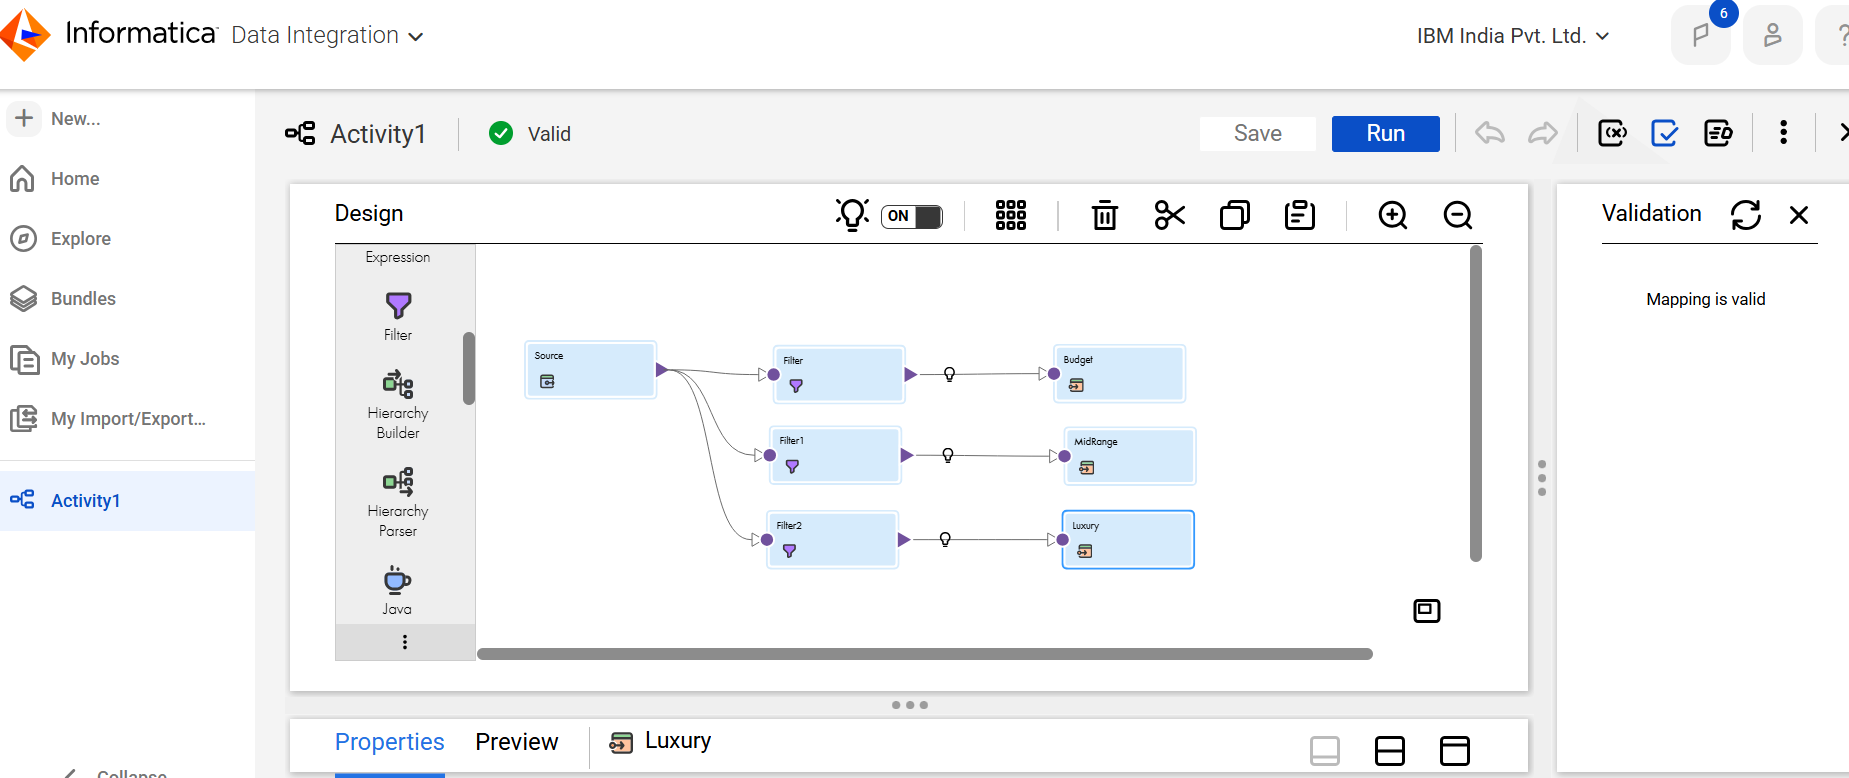 Informatica Data Integration
IBM India Pvt. Ltd.
6
?
New...
Home
Explore
Bundles
My Jobs
My Import/Export...
Activity1
Collapse
Activity1
Valid
Save
Run
Design
ON
Expression
Filter
Hierarchy
Builder
Hierarchy
Parser
Java
Source
Filter
Budget
Filter1
MidRange
Filter2
Luxury
Validation
Mapping is valid
Properties
Preview
Luxury